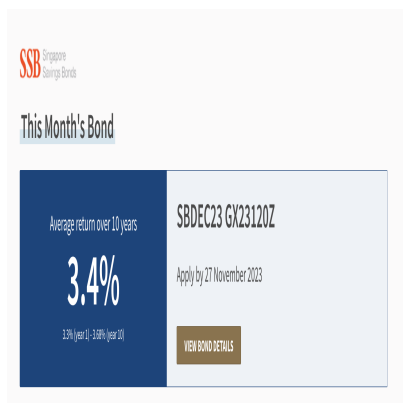 SSB Singapore
Savings Bonds
This Month's Bond
Average return over 10 years
3.4%
3.3% (year 1) - 3.68% (year 10)
SBDEC23 GX23120Z
Apply by 27 November 2023
VIEW BOND DETAILS